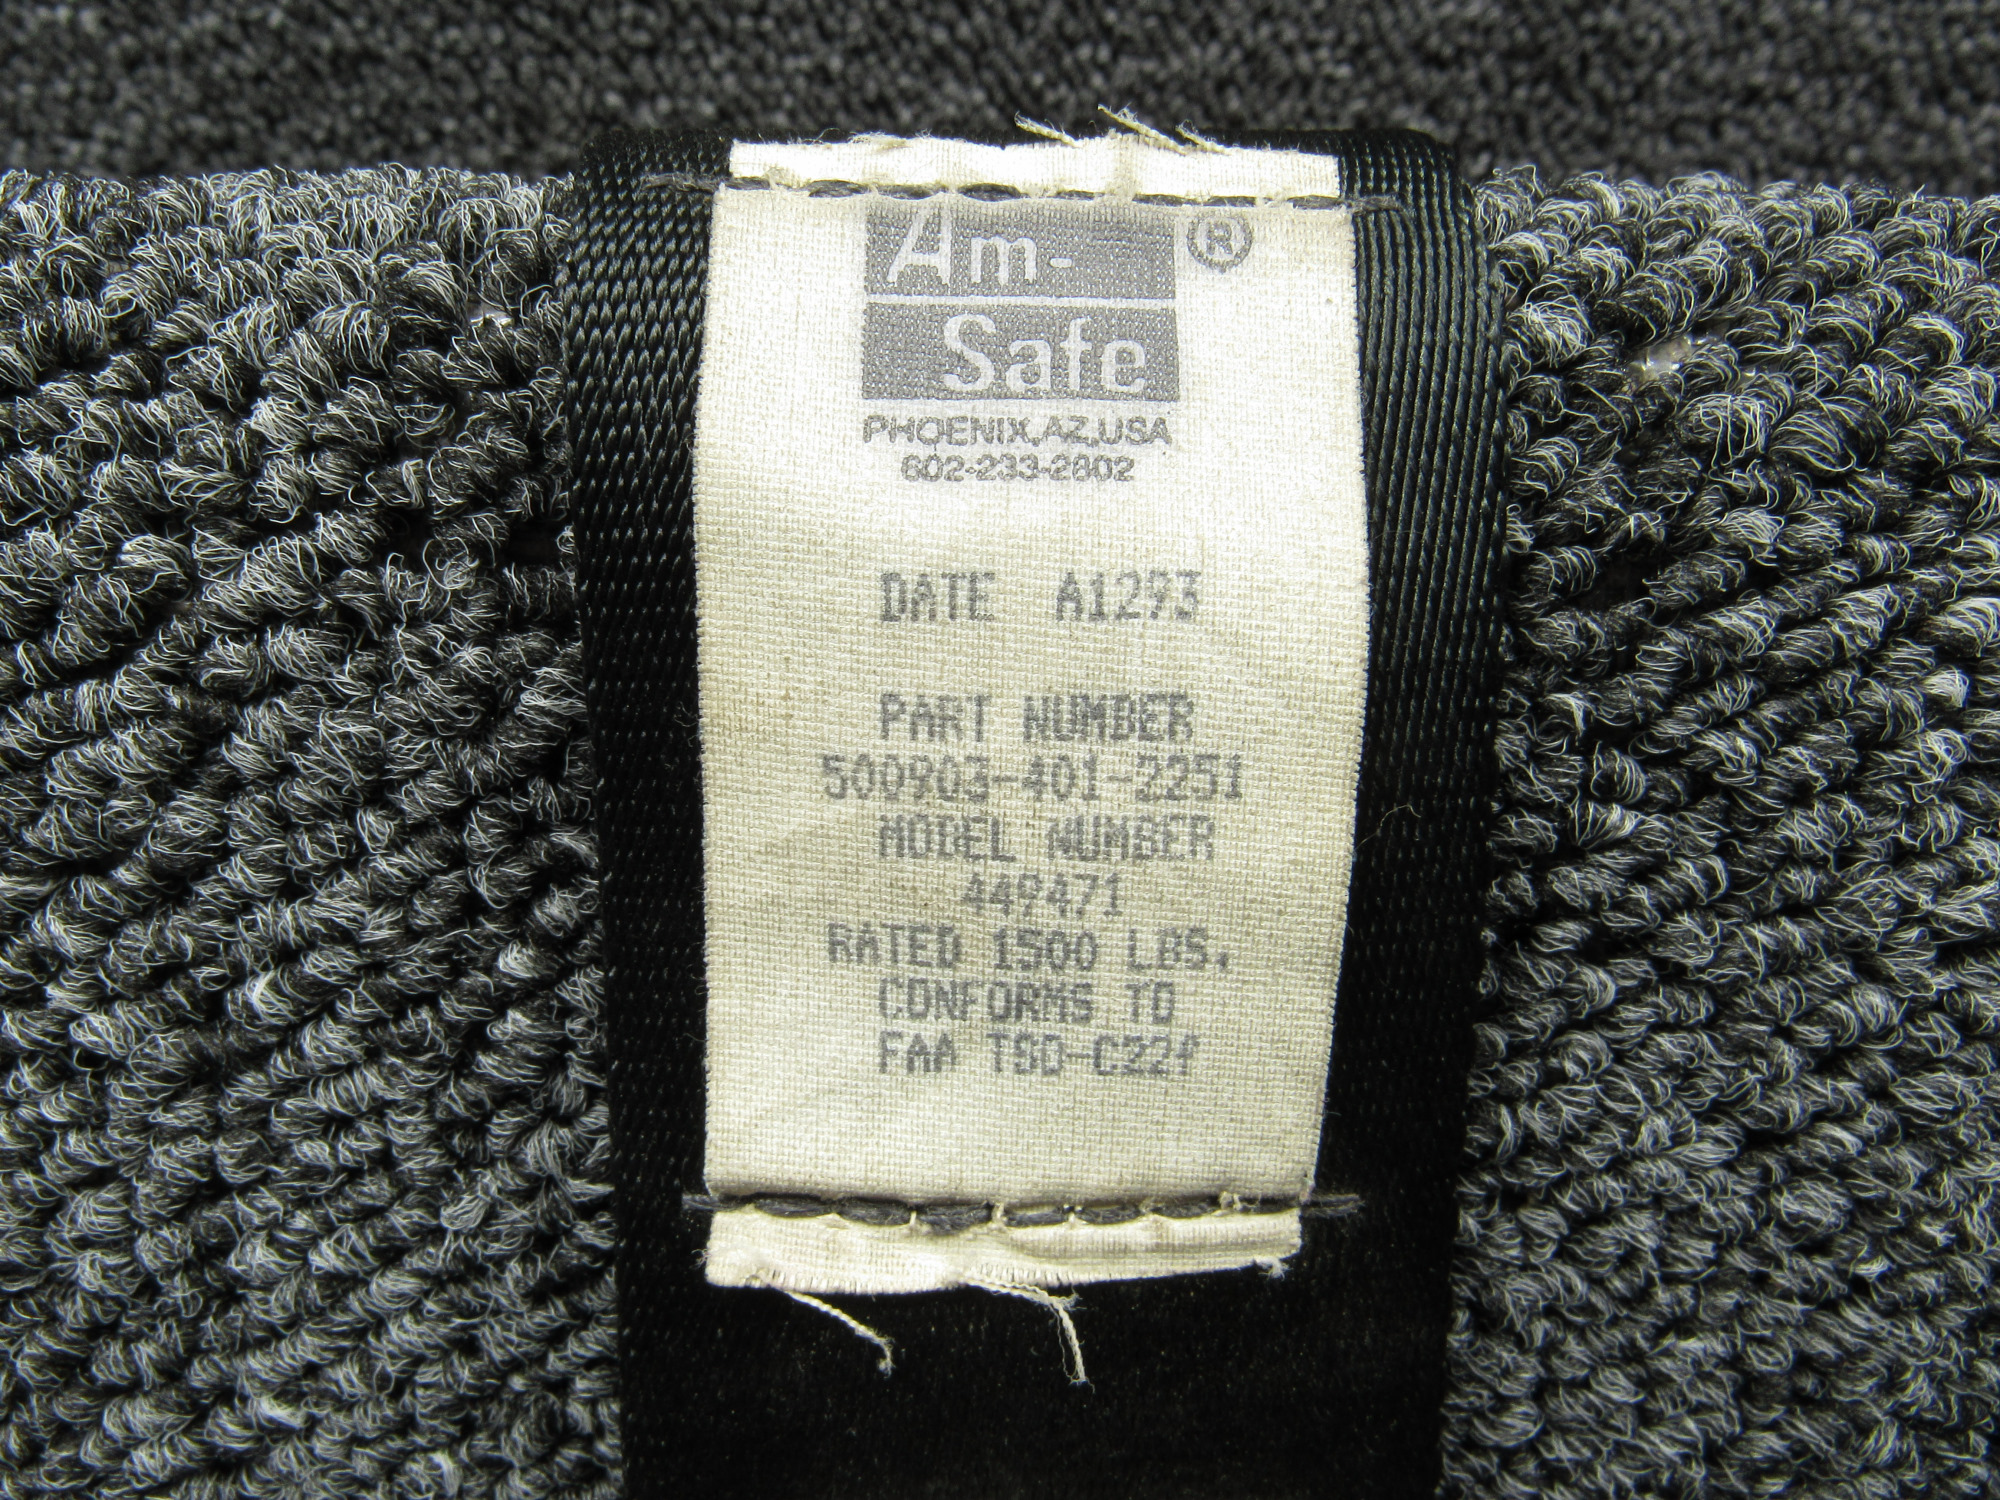 Am-
Safe ®
PHOENIX, AZ, USA
602-233-2802
DATE A1293
PART NUMBER
500903-401-2251
MODEL NUMBER
449471
RATED 1500 LBS.
CONFORMS TO
FAA TSO-C22f